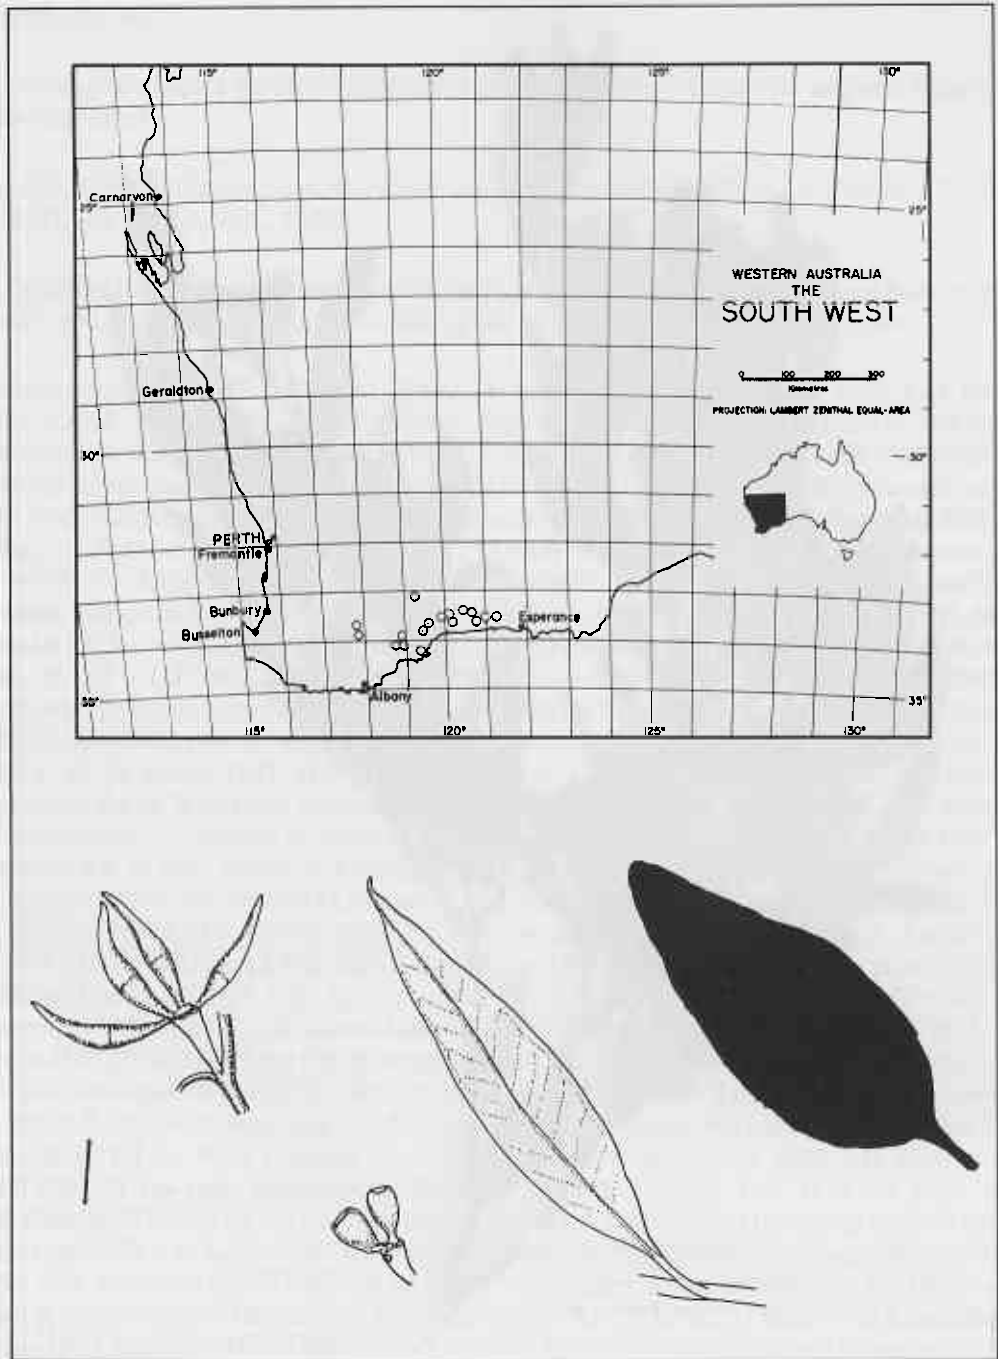 115°
120°
125°
130°
Carnarvon
25°
25°
WESTERN AUSTRALIA
THE
SOUTH WEST
0 100 200 300
Kilometres
PROJECTION: LAMBERT ZENITHAL EQUAL-AREA
Geraldton
30°
30°
PERTH
Fremantle
Bunbury
Busselton
Esperance
Albany
35°
35°
115°
120°
125°
130°